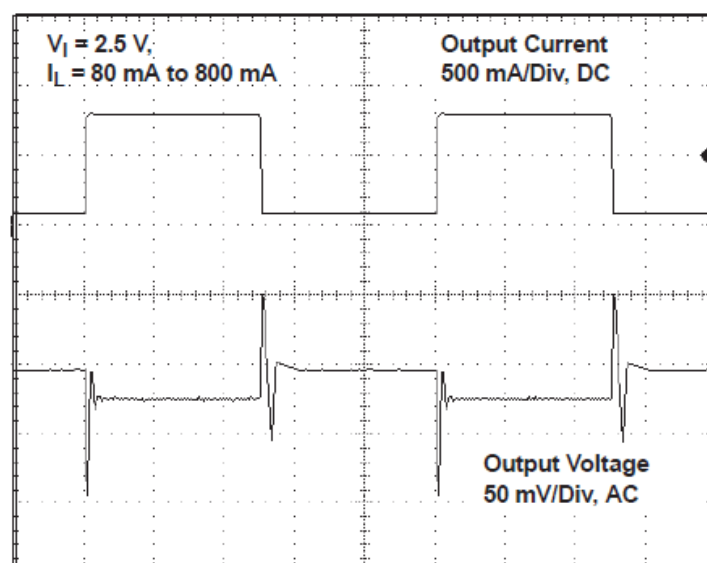 V_I = 2.5 V,
I_L = 80 mA to 800 mA
Output Current
500 mA/Div, DC
Output Voltage
50 mV/Div, AC